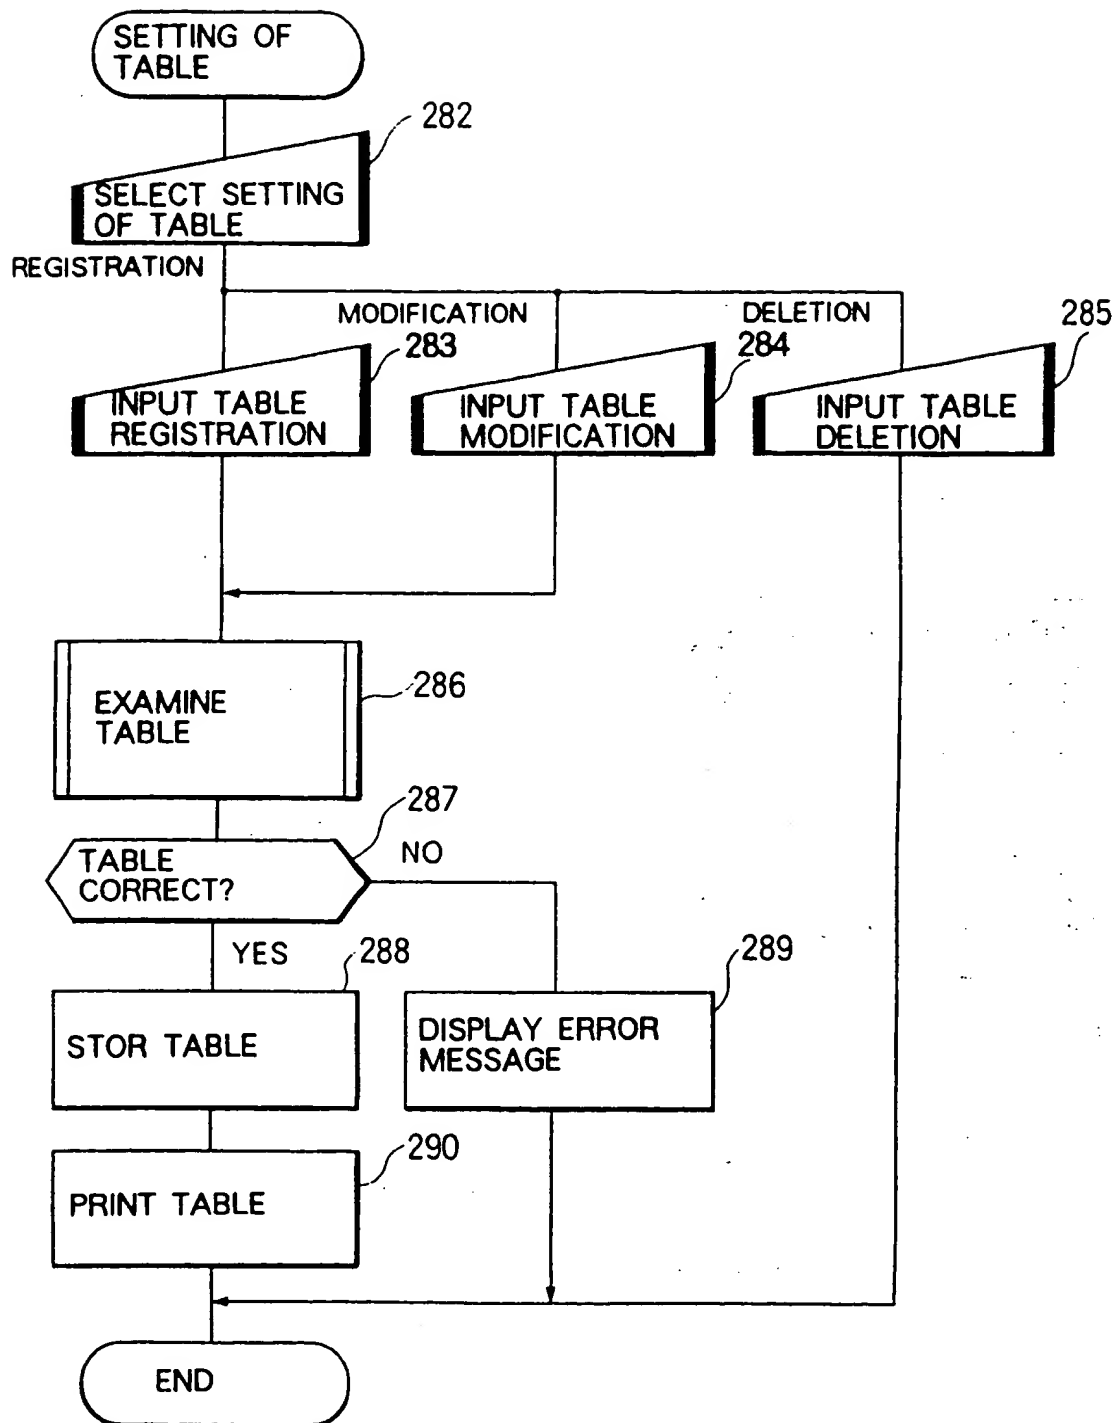 SETTING OF
TABLE
282
SELECT SETTING
OF TABLE
REGISTRATION
MODIFICATION
DELETION
285
283
284
INPUT TABLE
REGISTRATION
INPUT TABLE
MODIFICATION
INPUT TABLE
DELETION
286
EXAMINE
TABLE
287
NO
TABLE
CORRECT?
YES
288
289
STOR TABLE
DISPLAY ERROR
MESSAGE
290
PRINT TABLE
END